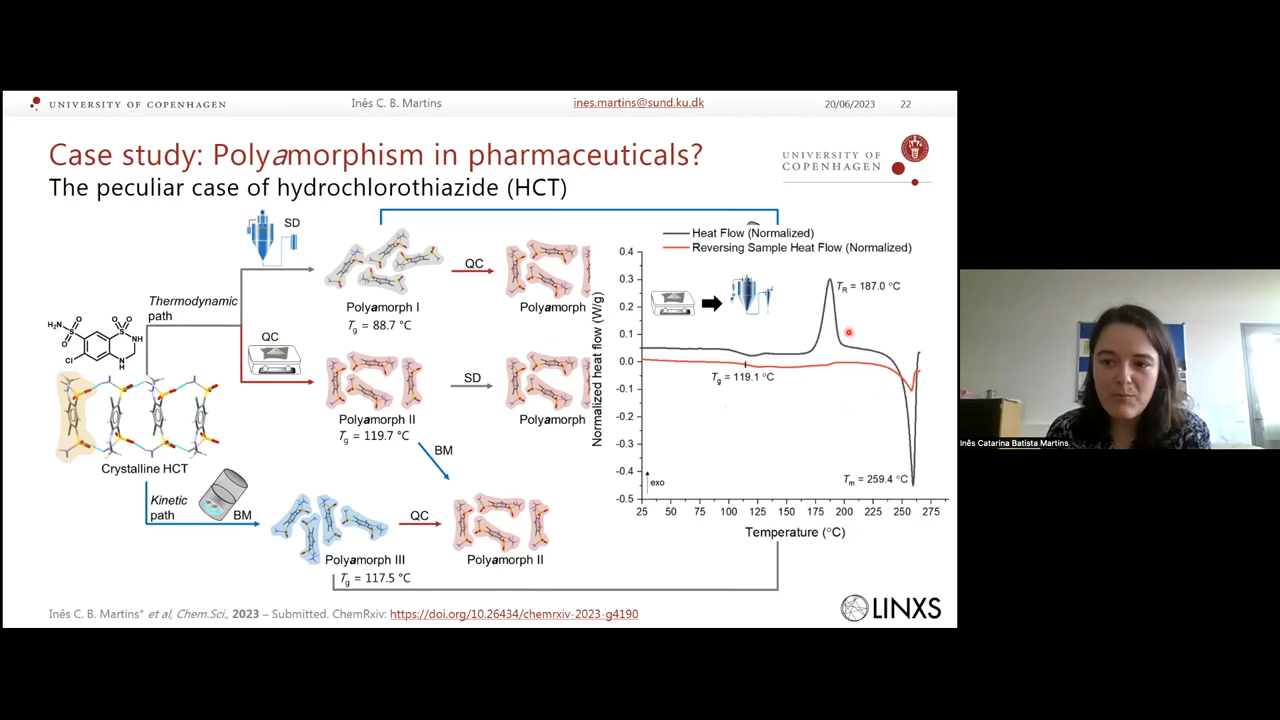 UNIVERSITY OF COPENHAGEN
Inês C. B. Martins
ines.martins@sund.ku.dk
20/06/2023
22
Case study: Polyamorphism in pharmaceuticals?
The peculiar case of hydrochlorothiazide (HCT)
UNIVERSITY OF
COPENHAGEN
SD
Thermodynamic
path
QC
Polyamorph I
Tg = 88.7 °C
QC
Polyamorph
H₂N
S
O
O
O
O
S
NH
N
H
Cl
Crystalline HCT
Polyamorph II
Tg = 119.7 °C
SD
Polyamorph
BM
Kinetic
path
BM
Polyamorph III
Tg = 117.5 °C
QC
Polyamorph II
Heat Flow (Normalized)
Reversing Sample Heat Flow (Normalized)
Normalized heat flow (W/g)
0.4
0.3
0.2
0.1
0.0
-0.1
-0.2
-0.3
-0.4
-0.5
TR = 187.0 °C
Tg = 119.1 °C
Tm = 259.4 °C
exo
25 50 75 100 125 150 175 200 225 250 275
Temperature (°C)
Inês C. B. Martins* et al, Chem.Sci., 2023 – Submitted. ChemRxiv: https://doi.org/10.26434/chemrxiv-2023-g4190
LINXS
Inês Catarina Batista Martins